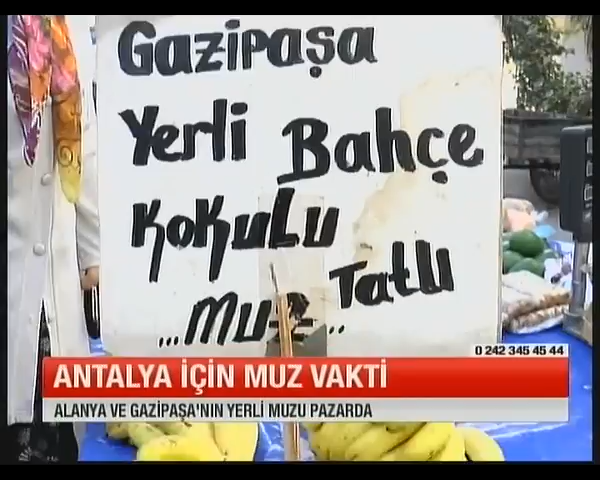 Gazipaşa
Yerli Bahçe
Kokulu
Tatlı
...Muz...
0 242 345 45 44
ANTALYA İÇİN MUZ VAKTİ
ALANYA VE GAZİPAŞA'NIN YERLİ MUZU PAZARDA